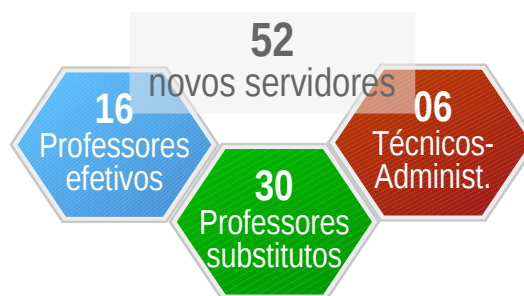 52
novos servidores
16
Professores
efetivos
30
Professores
substitutos
06
Técnicos-
Administ.